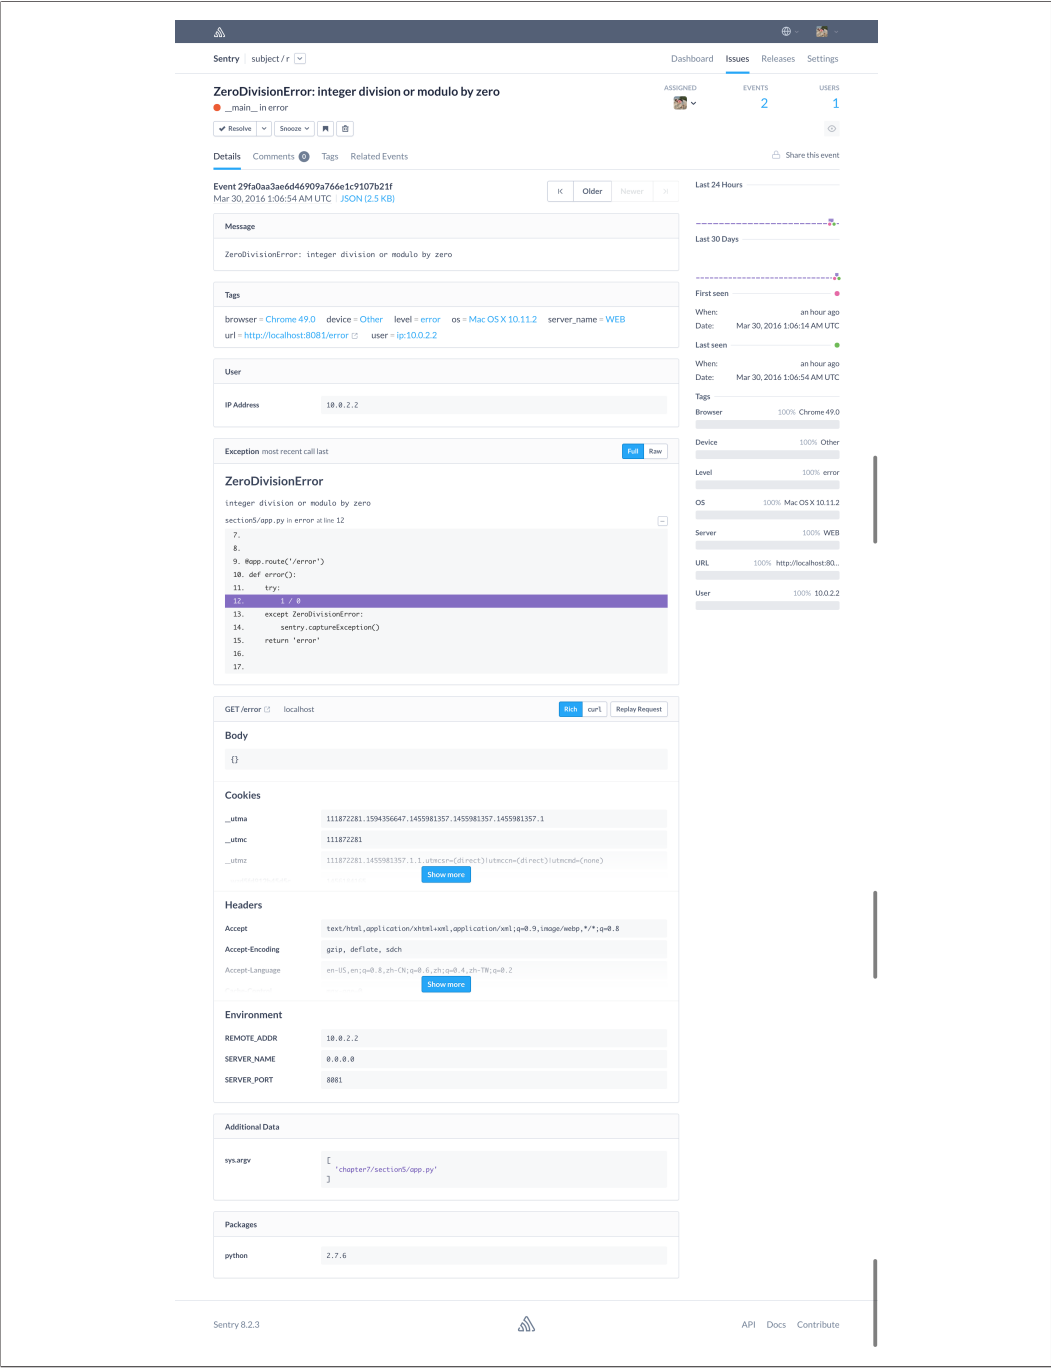 Sentry subject / r
Dashboard Issues Releases Settings
ZeroDivisionError: integer division or modulo by zero
__main__ in error
ASSIGNED EVENTS USERS
2 1
Resolve Snooze
Details Comments 0 Tags Related Events
Share this event
Event 29fa0aa3ae6d46909a766e1c9107b21f
Mar 30, 2016 1:06:54 AM UTC JSON (2.5 KB)
Older Newer
Message
ZeroDivisionError: integer division or modulo by zero
Tags
browser = Chrome 49.0 device = Other level = error os = Mac OS X 10.11.2 server_name = WEB
url = http://localhost:8081/error user = ip:10.0.2.2
User
IP Address 10.0.2.2
Exception most recent call last
Full Raw
ZeroDivisionError
integer division or modulo by zero
section5/app.py in error at line 12
7.
8.
9. #app.route('/error')
10. def error():
11. try:
12. 1 / 0
13. except ZeroDivisionError:
14. sentry.captureException()
15. return 'error'
16.
17.
GET /error localhost
Rich curl Replay Request
Body
{}
Cookies
__utma 111872281.1594356647.1455981357.1455981357.1455981357.1
__utmc 111872281
__utmz 111872281.1455981357.1.1.utmcsr=(direct)|utmccn=(direct)|utmcmd=(none)
Show more
Headers
Accept text/html,application/xhtml+xml,application/xml;q=0.9,image/webp,*/*;q=0.8
Accept-Encoding gzip, deflate, sdch
Accept-Language en-US,en;q=0.8,zh-CN;q=0.6,zh;q=0.4,zh-TW;q=0.2
Show more
Environment
REMOTE_ADDR 10.0.2.2
SERVER_NAME 0.0.0.0
SERVER_PORT 8081
Additional Data
sys.argv [
'chapter7/section5/app.py'
]
Packages
python 2.7.6
Last 24 Hours
Last 30 Days
First seen
When: an hour ago
Date: Mar 30, 2016 1:06:14 AM UTC
Last seen
When: an hour ago
Date: Mar 30, 2016 1:06:54 AM UTC
Tags
Browser 100% Chrome 49.0
Device 100% Other
Level 100% error
OS 100% Mac OS X 10.11.2
Server 100% WEB
URL 100% http://localhost:80...
User 100% 10.0.2.2
Sentry 8.2.3
API Docs Contribute